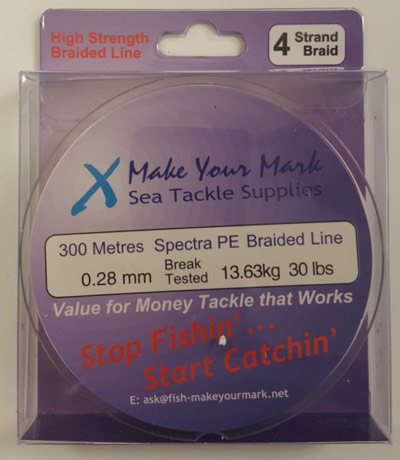 High Strength
Braided Line
4 Strand
Braid
X Make Your Mark
Sea Tackle Supplies
300 Metres Spectra PE Braided Line
0.28 mm Break Tested 13.63kg 30 lbs
Value for Money Tackle that Works
Stop Fishin'...
Start Catchin'
E: ask@fish-makeyourmark.net